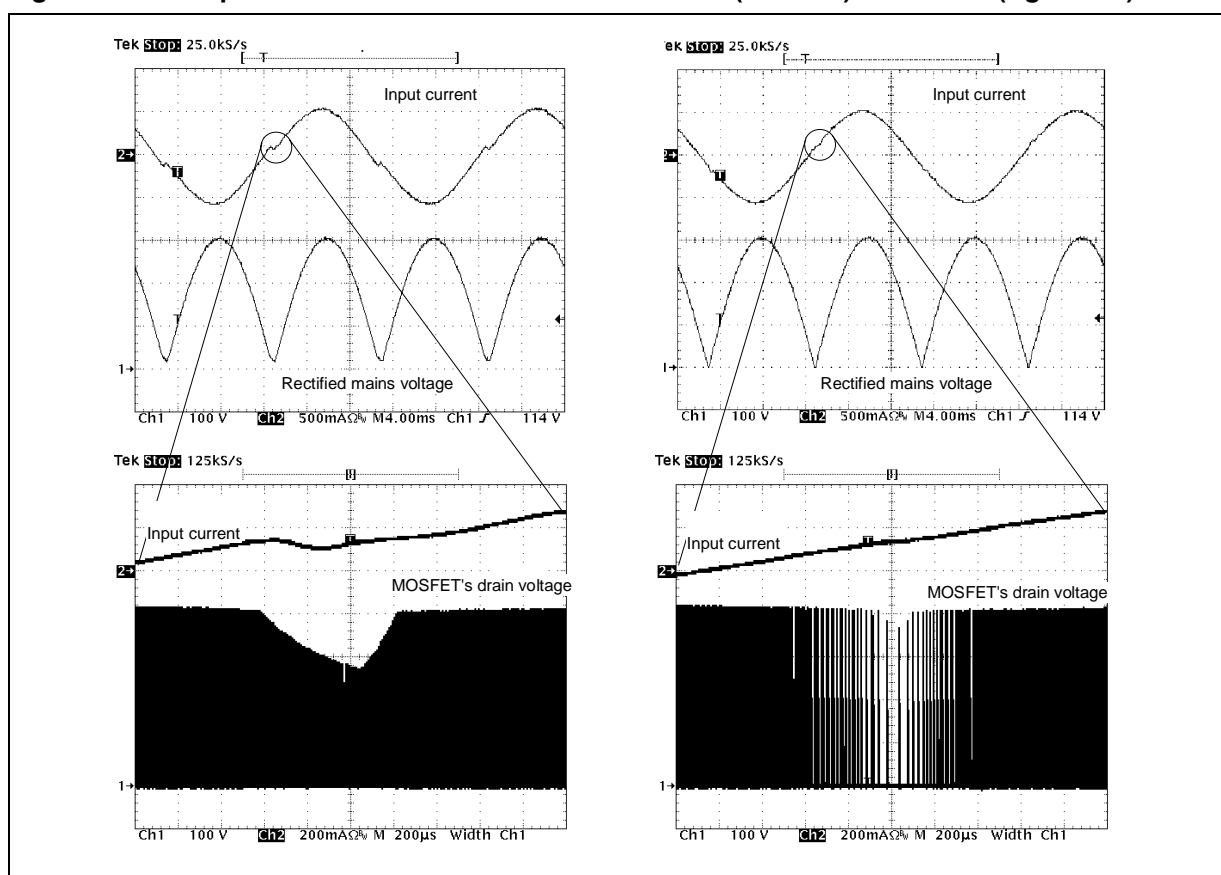 Tek Stop: 25.0kS/s
T
Input current
2→
T
T
1→
Rectified mains voltage
Ch1 100 V Ch2 500mAΩ M4.00ms Ch1 114 V
ek Stop: 25.0kS/s
T
Input current
2→
T
T
1→
Rectified mains voltage
Ch1 100 V Ch2 500mAΩ M4.00ms Ch1 114 V
Tek Stop: 125kS/s
Input current
T
2→
MOSFET's drain voltage
1→
Ch1 100 V Ch2 200mAΩ M 200µs Width Ch1
Tek Stop: 125kS/s
Input current
T
2→
MOSFET's drain voltage
1→
Ch1 100 V Ch2 200mAΩ M 200µs Width Ch1